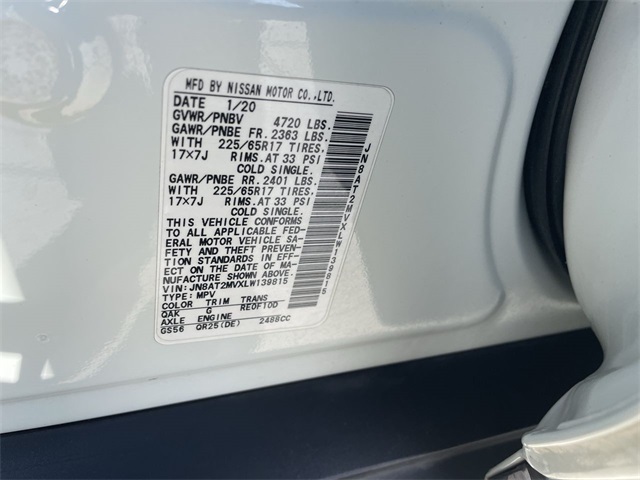 MFD BY NISSAN MOTOR CO.,LTD.
DATE 1/20
GVWR/PNBV 4720 LBS.
GAWR/PNBE FR. 2363 LBS.
WITH 225/65R17 TIRES.
17×7J RIMS.AT 33 PSI
COLD SINGLE.
GAWR/PNBE RR. 2401 LBS.
WITH 225/65R17 TIRES.
17×7J RIMS.AT 33 PSI
COLD SINGLE.
THIS VEHICLE CONFORMS
TO ALL APPLICABLE FED-
ERAL MOTOR VEHICLE SA-
FETY AND THEFT PREVEN-
TION STANDARDS IN EFF-
ECT ON THE DATE OF MA-
NUFACTURE SHOWN ABOVE.
VIN:JN8AT2MVXLW139815
TYPE:MPV
COLOR TRIM TRANS
QAK G RE0F10D
AXLE ENGINE
GS56 QR25(DE) 2488CC
JN8AT2MVXLW139815